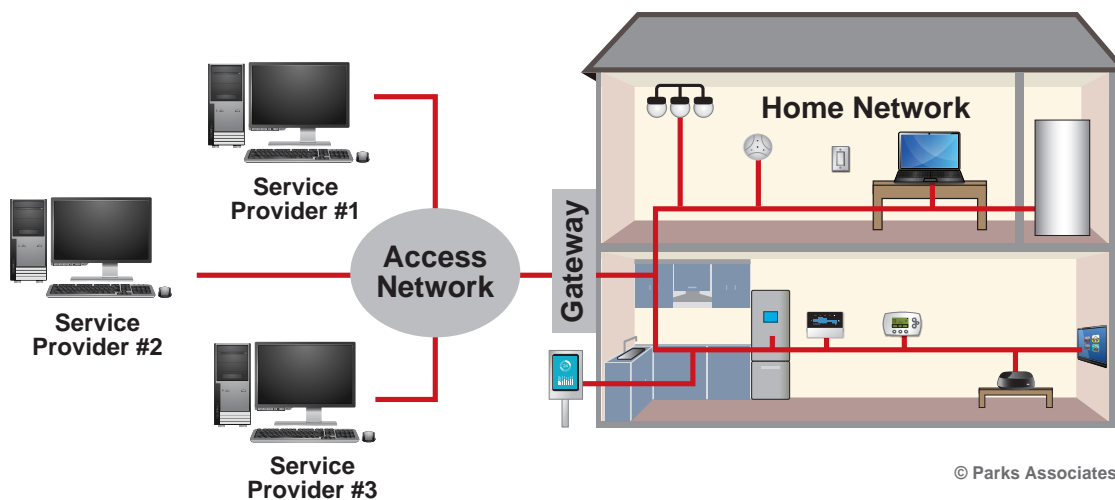 Service
Provider #1
Service
Provider #2
Service
Provider #3
Access
Network
Gateway
Home Network
© Parks Associates